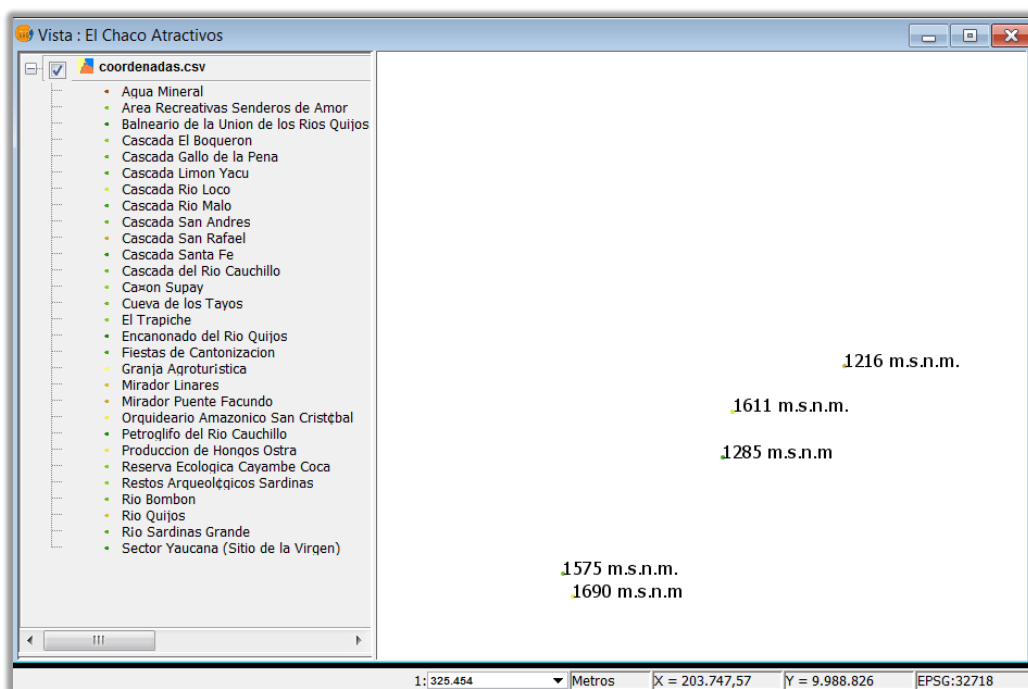 Vista : El Chaco Atractivos
coordenadas.csv
Agua Mineral
Area Recreativas Senderos de Amor
Balneario de la Union de los Rios Quijos
Cascada El Boqueron
Cascada Gallo de la Pena
Cascada Limon Yacu
Cascada Rio Loco
Cascada Rio Malo
Cascada San Andres
Cascada San Rafael
Cascada Santa Fe
Cascada del Rio Cauchillo
Ca¤on Supay
Cueva de los Tayos
El Trapiche
Encanonado del Rio Quijos
Fiestas de Cantonizacion
Granja Agroturistica
Mirador Linares
Mirador Puente Facundo
Orquideario Amazonico San Crist¢bal
Petroglifo del Rio Cauchillo
Produccion de Hongos Ostra
Reserva Ecologica Cayambe Coca
Restos Arqueol¢gicos Sardinas
Rio Bombon
Rio Quijos
Rio Sardinas Grande
Sector Yaucana (Sitio de la Virgen)
1216 m.s.n.m.
1611 m.s.n.m.
1285 m.s.n.m
1575 m.s.n.m.
1690 m.s.n.m
1: 325.454 Metros X = 203.747,57 Y = 9.988.826 EPSG:32718